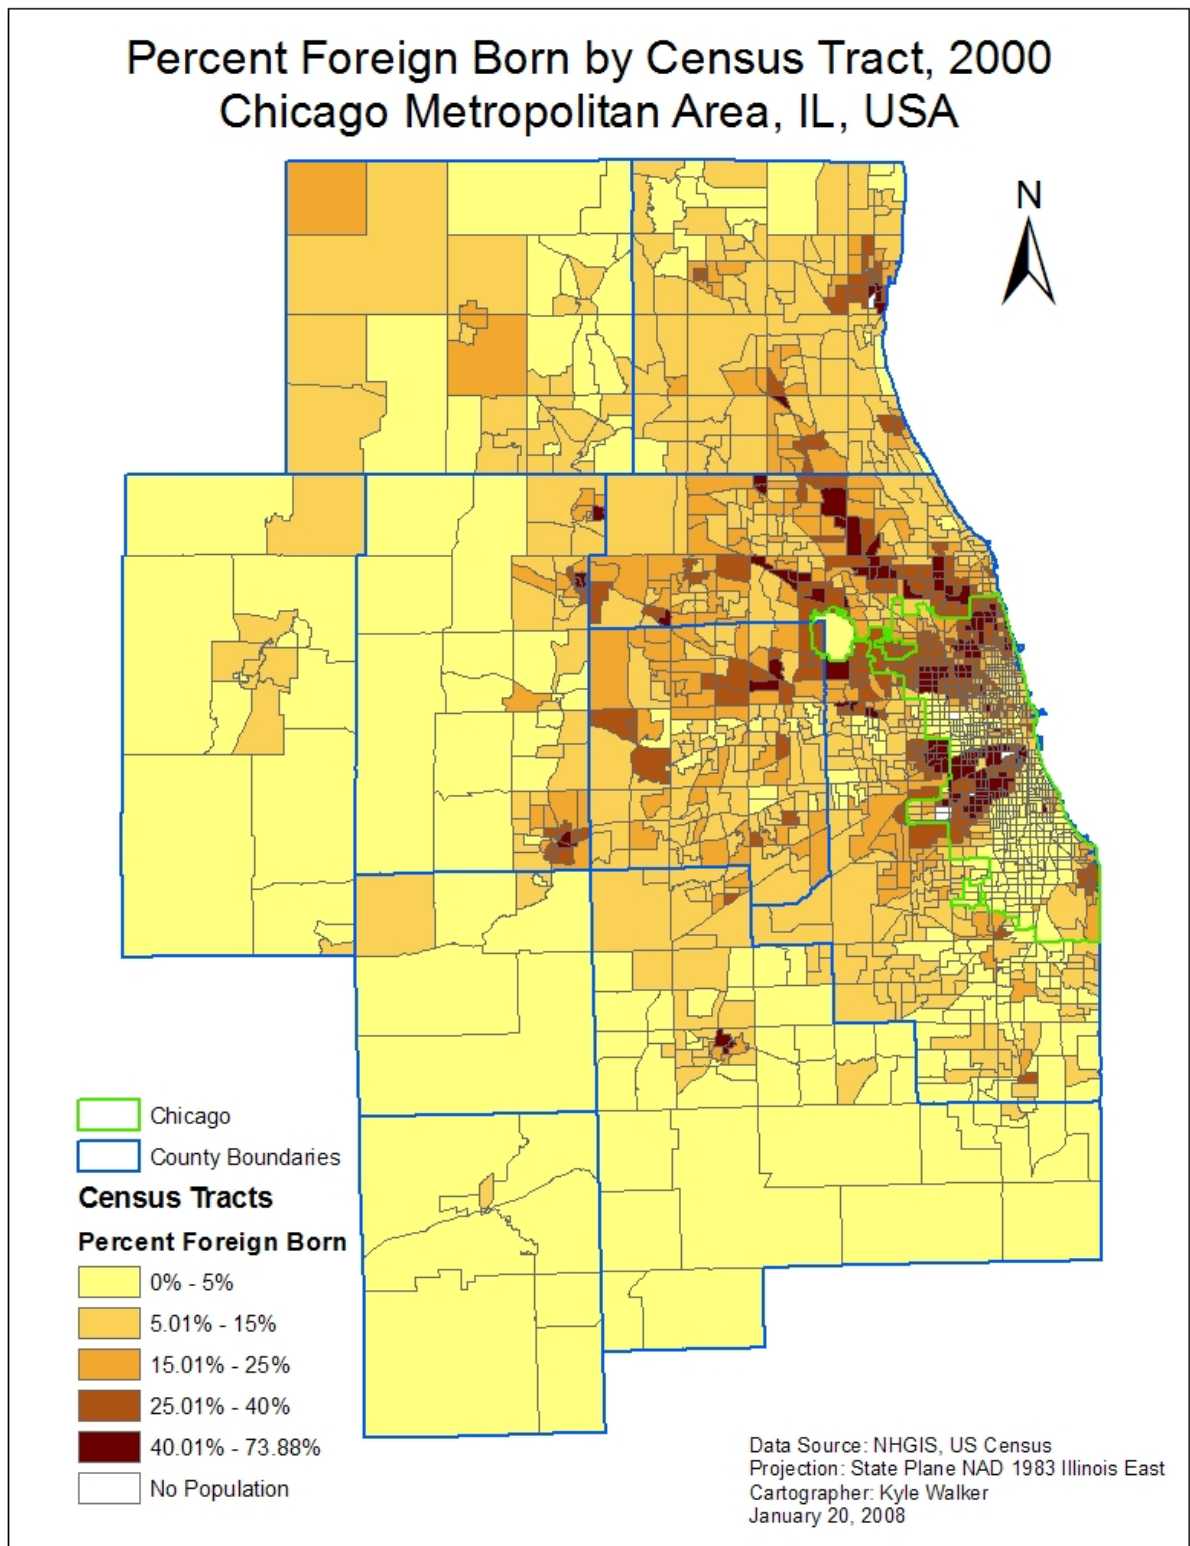 Percent Foreign Born by Census Tract, 2000
Chicago Metropolitan Area, IL, USA
N
Chicago
County Boundaries
Census Tracts
Percent Foreign Born
0% - 5%
5.01% - 15%
15.01% - 25%
25.01% - 40%
40.01% - 73.88%
No Population
Data Source: NHGIS, US Census
Projection: State Plane NAD 1983 Illinois East
Cartographer: Kyle Walker
January 20, 2008